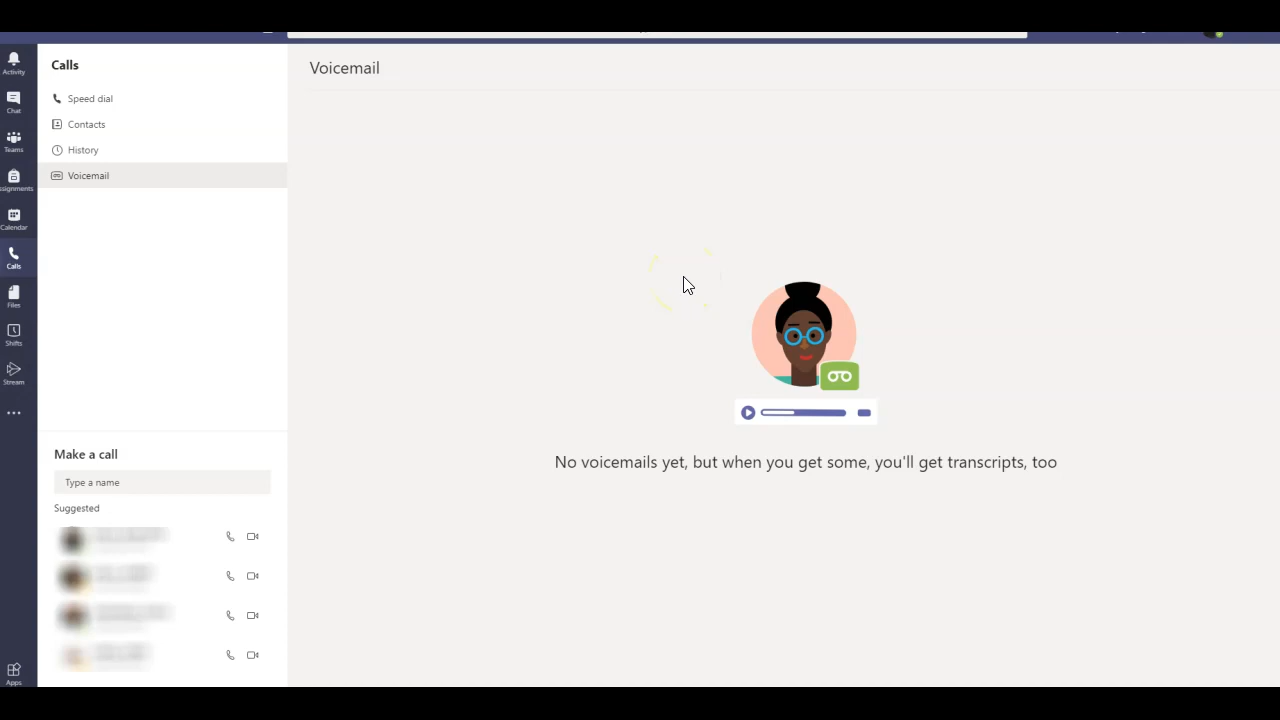 Activity
Chat
Teams
ssignments
Calendar
Calls
Files
Shifts
Stream
Apps
Calls
Speed dial
Contacts
History
Voicemail
Make a call
Type a name
Suggested
Voicemail
No voicemails yet, but when you get some, you'll get transcripts, too